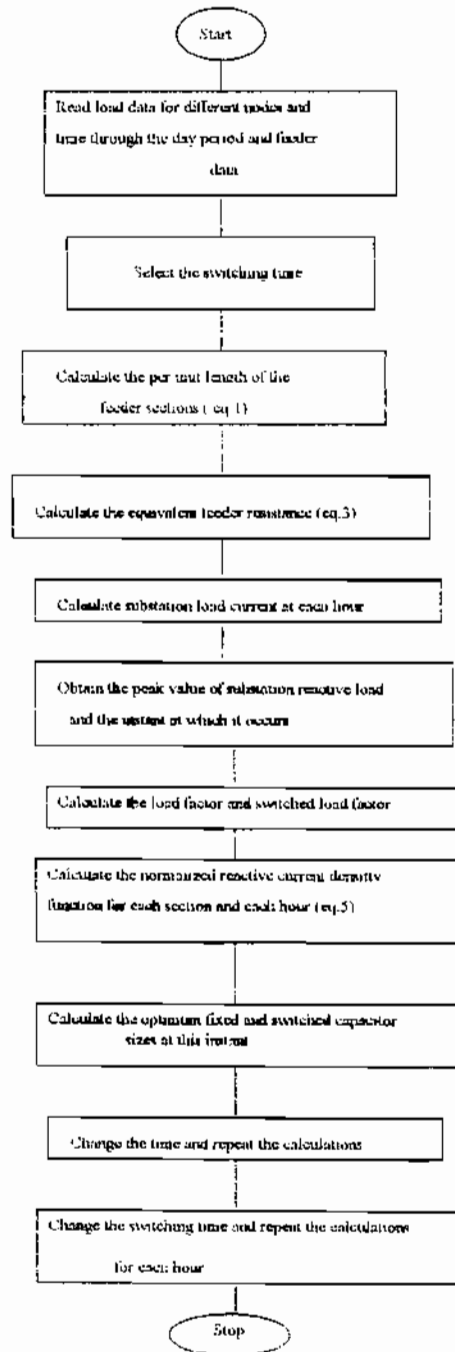 Start
Read load data for different nodes and
time through the day period and feeder
data
Select the switching time
Calculate the per unit length of the
feeder sections ( eq.1)
Calculate the equivalent feeder resistance (eq.3)
Calculate substation load current at each hour
Obtain the peak value of substation reactive load
and the instant at which it occurs
Calculate the load factor and switched load factor
Calculate the normalized reactive current density
function for each section and each hour (eq.5)
Calculate the optimum fixed and switched capacitor
sizes at this instant
Change the time and repeat the calculations
Change the switching time and repeat the calculations
for each hour
Stop